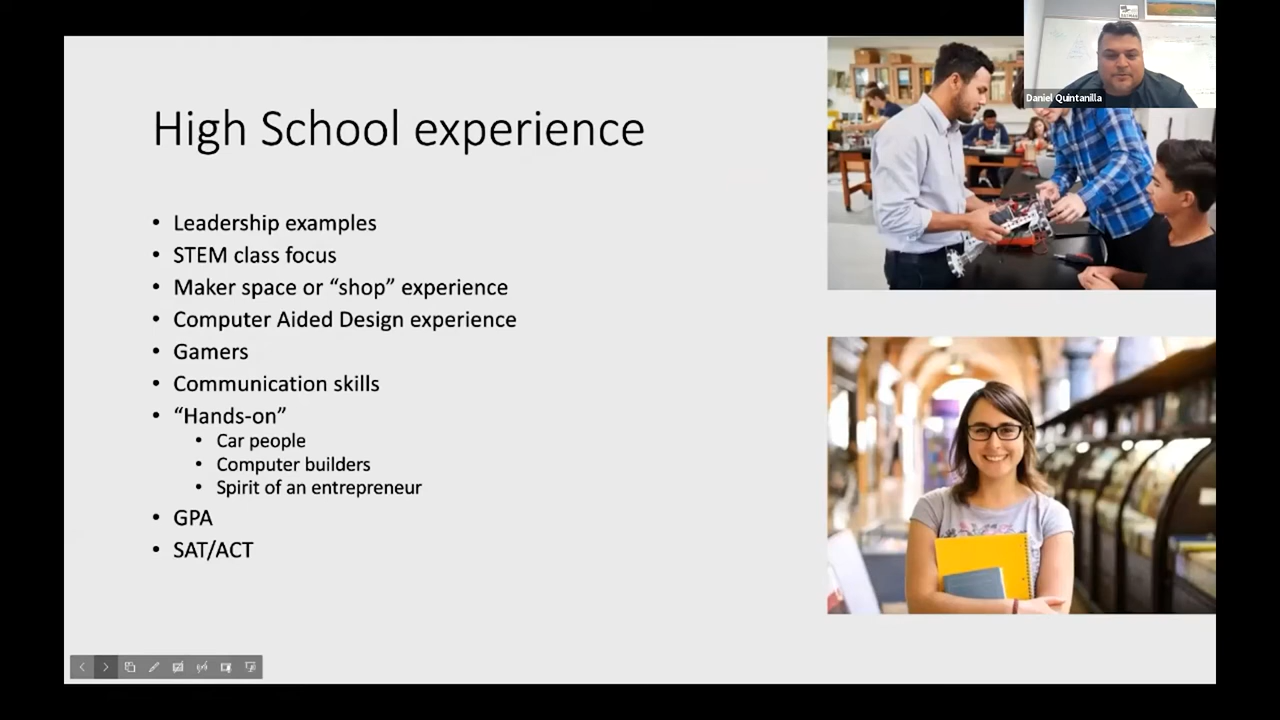 Daniel Quintanilla
High School experience
• Leadership examples
• STEM class focus
• Maker space or “shop” experience
• Computer Aided Design experience
• Gamers
• Communication skills
• “Hands-on”
• Car people
• Computer builders
• Spirit of an entrepreneur
• GPA
• SAT/ACT